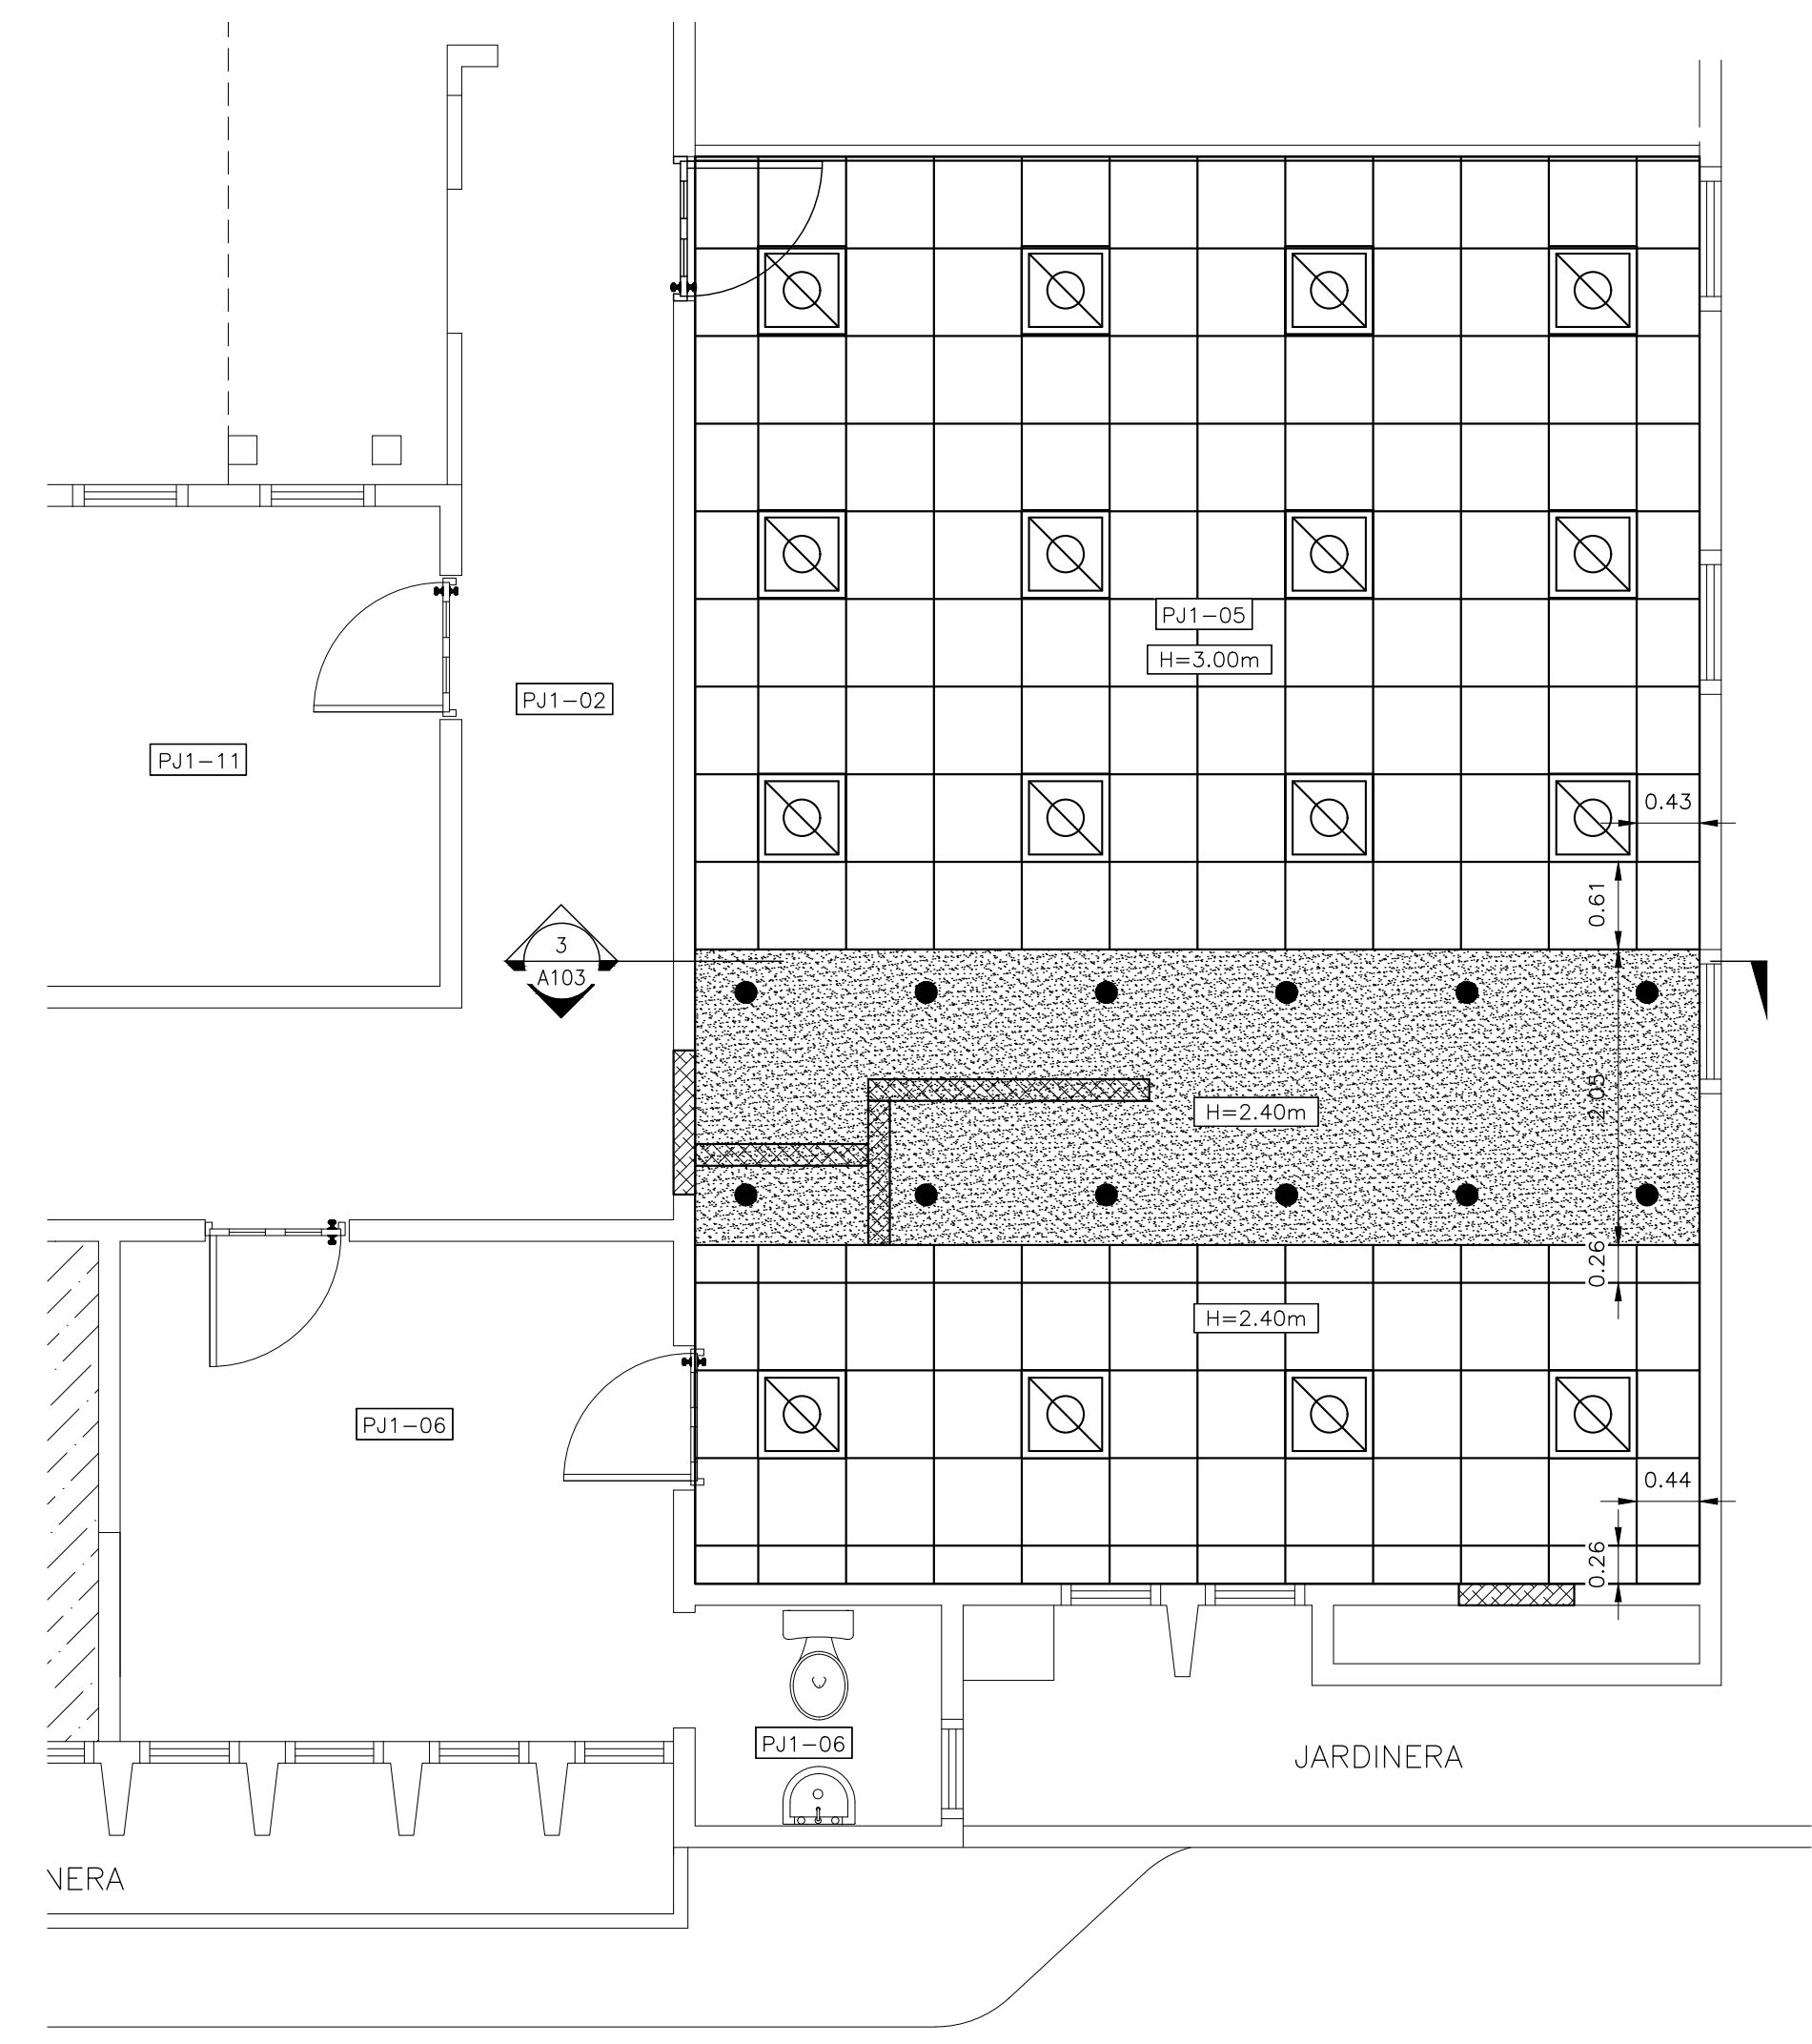 PJ1-05
H=3.00m
PJ1-02
PJ1-11
0.43
0.61
3
A103
2.05
H=2.40m
0.26
H=2.40m
PJ1-06
0.44
0.26
PJ1-06
JARDINERA
NERA